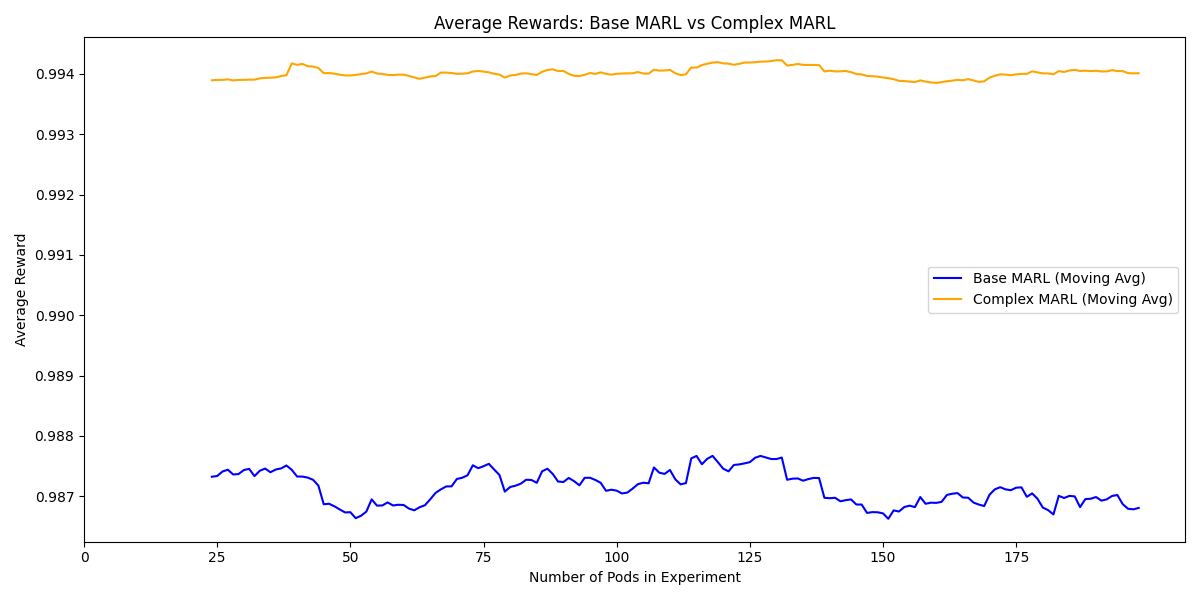 Average Rewards: Base MARL vs Complex MARL
Average Reward
0.994
0.993
0.992
0.991
0.990
0.989
0.988
0.987
Base MARL (Moving Avg)
Complex MARL (Moving Avg)
0 25 50 75 100 125 150 175
Number of Pods in Experiment